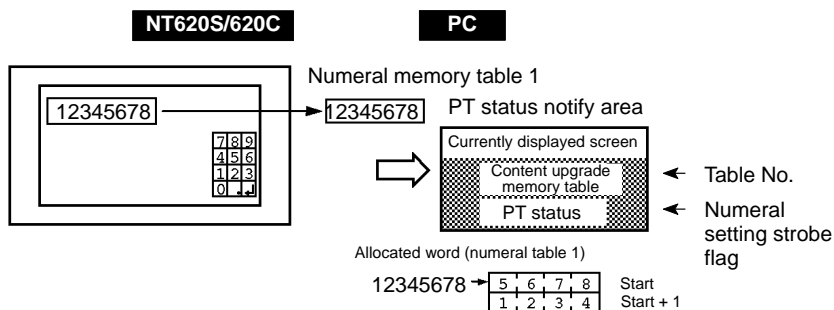 NT620S/620C
PC
Numeral memory table 1
12345678
12345678
PT status notify area
Currently displayed screen
7 8 9
4 5 6
1 2 3
0 . ↵
Content upgrade
memory table
Table No.
PT status
Numeral
setting strobe
flag
Allocated word (numeral table 1)
12345678
5 6 7 8
Start
1 2 3 4
Start + 1